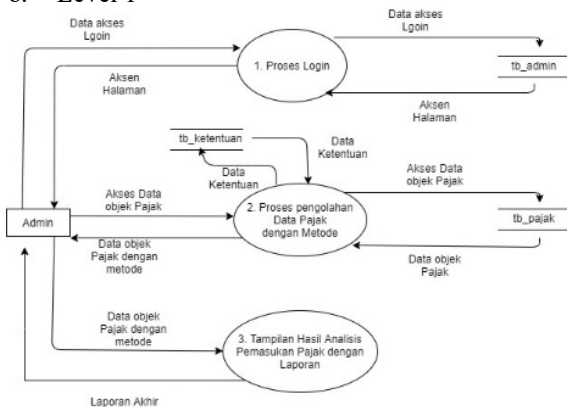 Level 1
Data akses
Lgoin
Data akses
Lgoin
1. Proses Login
tb_admin
Aksen
Halaman
Aksen
Halaman
tb_ketentuan
Data
Ketentuan
Data
Ketentuan
Akses Data
objek Pajak
Akses Data
objek Pajak
Admin
2. Proses pengolahan
Data Pajak
dengan Metode
tb_pajak
Data objek
Pajak dengan
metode
Data objek
Pajak
Data objek
Pajak dengan
metode
3. Tampilan Hasil Analisis
Pemasukan Pajak dengan
Laporan
Laporan Akhir